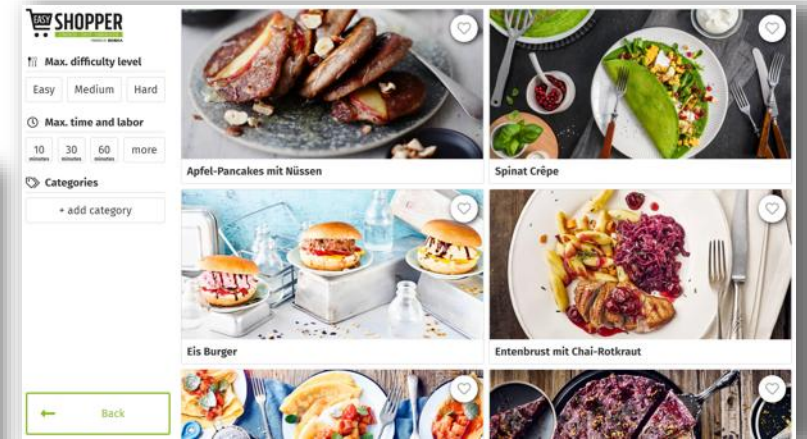 EASY
SHOPPER
Max. difficulty level
Easy Medium Hard
Max. time and labor
10 minutes 30 minutes 60 minutes more
Categories
+ add category
Back
Apfel-Pancakes mit Nüssen
Spinat Crêpe
Eis Burger
Entenbrust mit Chai-Rotkraut